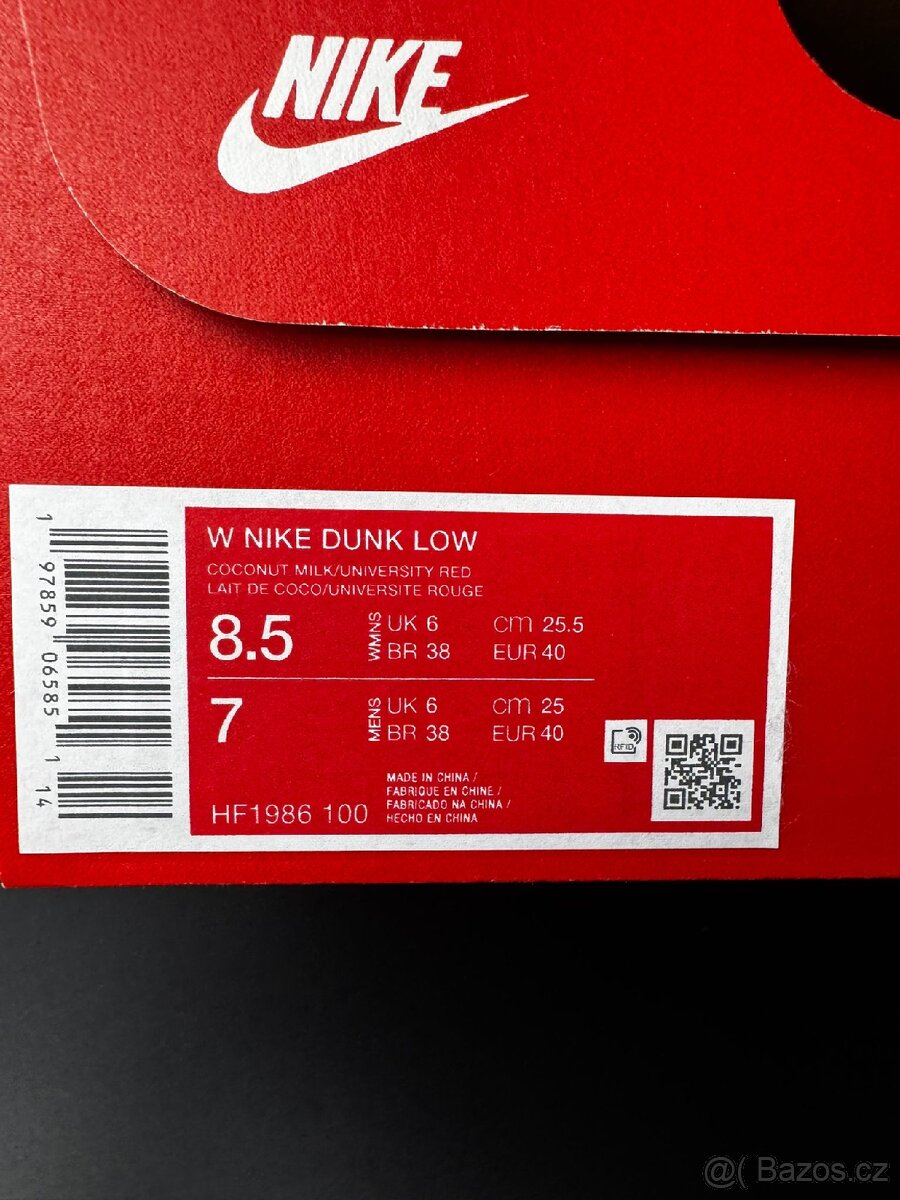 NIKE
W NIKE DUNK LOW
COCONUT MILK/UNIVERSITY RED
LAIT DE COCO/UNIVERSITE ROUGE
8.5 WMNS UK 6 cm 25.5
BR 38 EUR 40
7 MENS UK 6 cm 25
BR 38 EUR 40
RFID
MADE IN CHINA /
FABRIQUE EN CHINE /
FABRICADO NA CHINA /
HECHO EN CHINA
HF1986 100
1 97859 06585 1 14
@( Bazos.cz